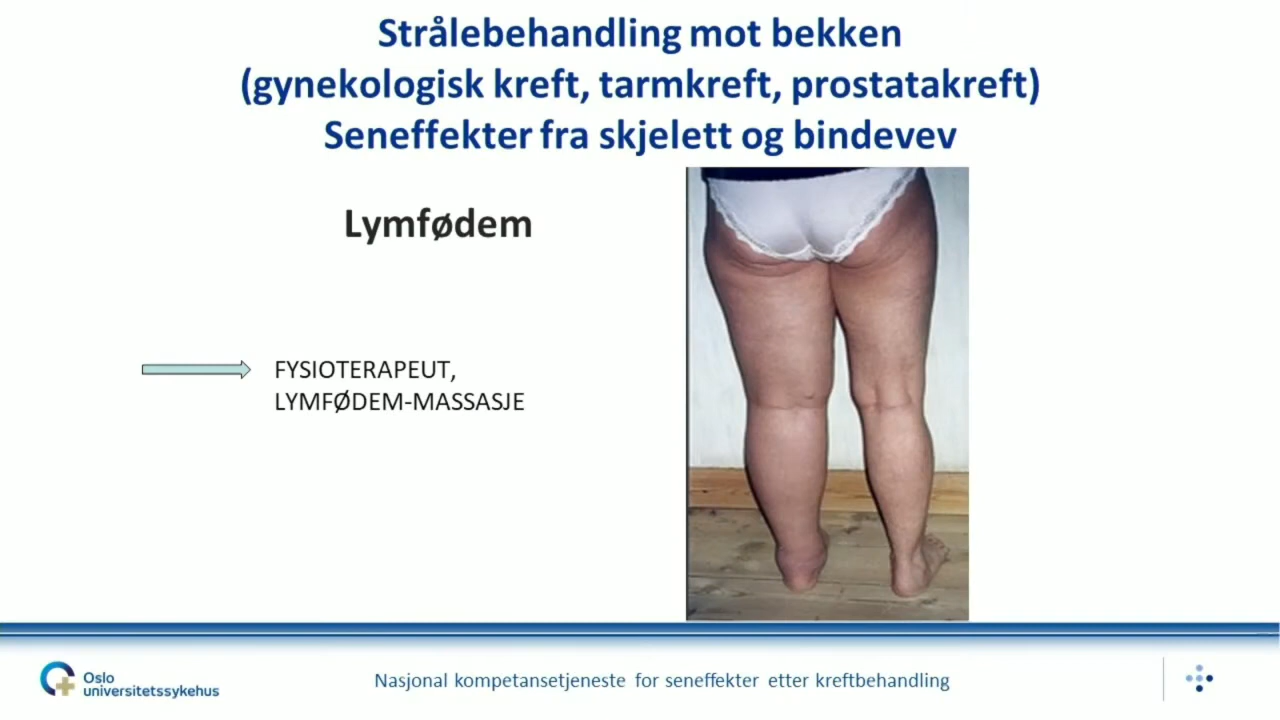 Strålebehandling mot bekken
(gynekologisk kreft, tarmkreft, prostatakreft)
Seneffekter fra skjelett og bindevev
Lymfødem
FYSIOTERAPEUT,
LYMFØDEM-MASSASJE
Oslo
universitetssykehus
Nasjonal kompetansetjeneste for seneffekter etter kreftbehandling